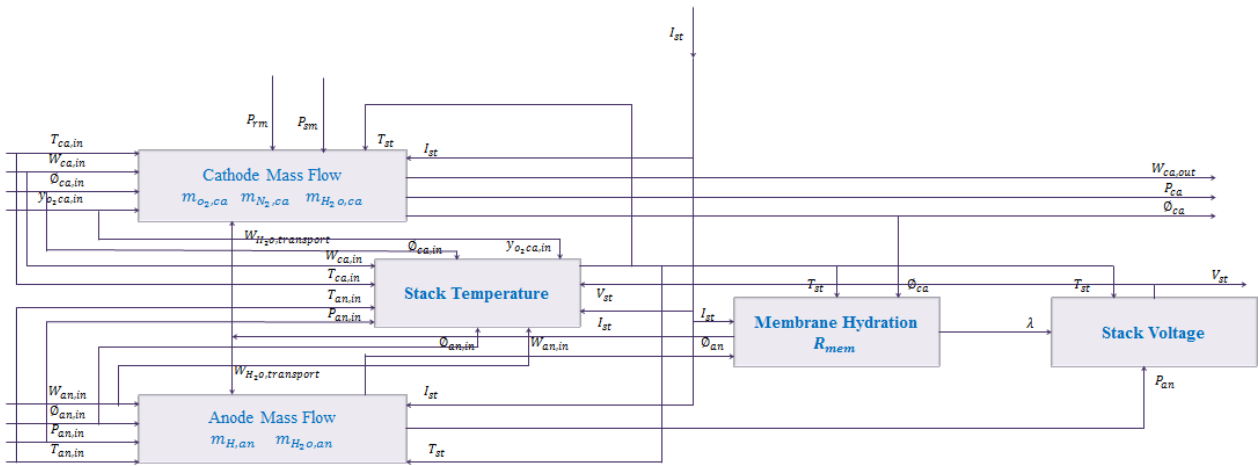 I_st
P_rm
P_sm
T_st
I_st
T_ca,in
W_ca,in
Ø_ca,in
y_o₂ca,in
Cathode Mass Flow
m_o₂,ca m_N₂,ca m_H₂o,ca
W_ca,out
P_ca
Ø_ca
W_H₂o,transport
Ø_ca,in
y_o₂ca,in
W_ca,in
T_ca,in
T_an,in
P_an,in
Stack Temperature
V_st
I_st
T_st
Ø_ca
T_st
V_st
I_st
Membrane Hydration
R_mem
λ
Stack Voltage
Ø_an,in
W_an,in
Ø_an
W_H₂o,transport
P_an
W_an,in
Ø_an,in
P_an,in
T_an,in
Anode Mass Flow
m_H,an m_H₂o,an
I_st
T_st